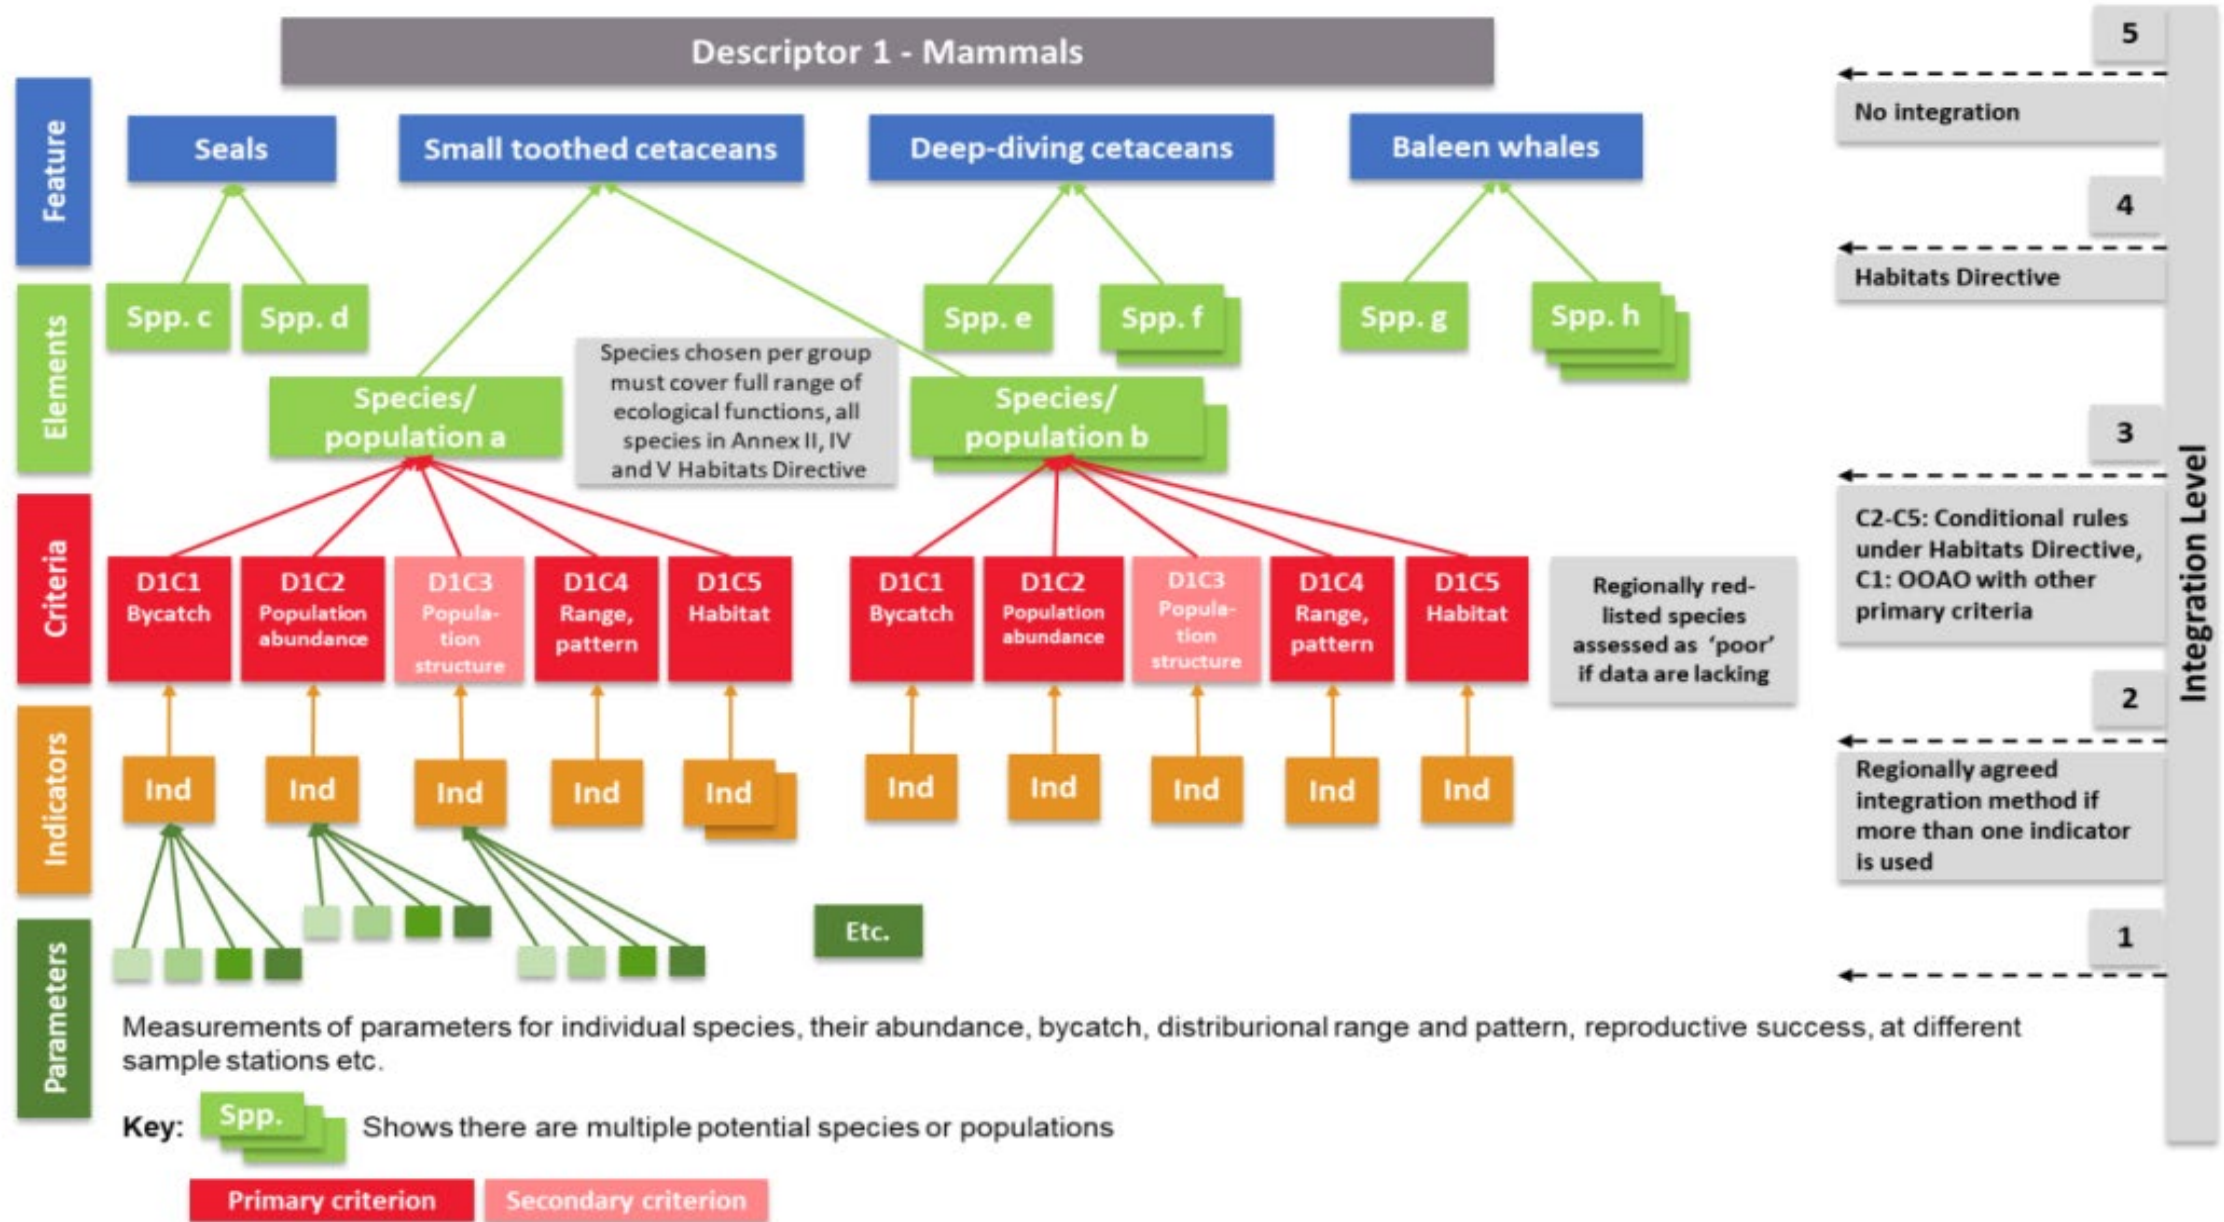 Descriptor 1 - Mammals
5
No integration
Feature
Seals
Small toothed cetaceans
Deep-diving cetaceans
Baleen whales
4
Habitats Directive
Elements
Spp. c
Spp. d
Spp. e
Spp. f
Spp. g
Spp. h
Species/
population a
Species chosen per group
must cover full range of
ecological functions, all
species in Annex II, IV
and V Habitats Directive
Species/
population b
3
C2-C5: Conditional rules
under Habitats Directive,
C1: OOAO with other
primary criteria
Integration Level
Criteria
D1C1
Bycatch
D1C2
Population
abundance
D1C3
Popula-
tion
structure
D1C4
Range,
pattern
D1C5
Habitat
D1C1
Bycatch
D1C2
Population
abundance
D1C3
Popula-
tion
structure
D1C4
Range,
pattern
D1C5
Habitat
Regionally red-
listed species
assessed as ‘poor’
if data are lacking
2
Regionally agreed
integration method if
more than one indicator
is used
Indicators
Ind
Ind
Ind
Ind
Ind
Ind
Ind
Ind
Ind
Ind
Parameters
Etc.
1
Measurements of parameters for individual species, their abundance, bycatch, distriburional range and pattern, reproductive success, at different
sample stations etc.
Key:
Spp.
Shows there are multiple potential species or populations
Primary criterion
Secondary criterion